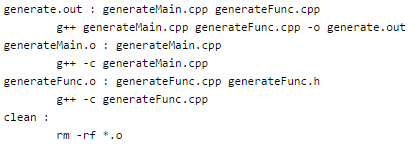 generate.out : generateMain.cpp generateFunc.cpp
        g++ generateMain.cpp generateFunc.cpp -o generate.out
generateMain.o : generateMain.cpp
        g++ -c generateMain.cpp
generateFunc.o : generateFunc.cpp generateFunc.h
        g++ -c generateFunc.cpp
clean :
        rm -rf *.o